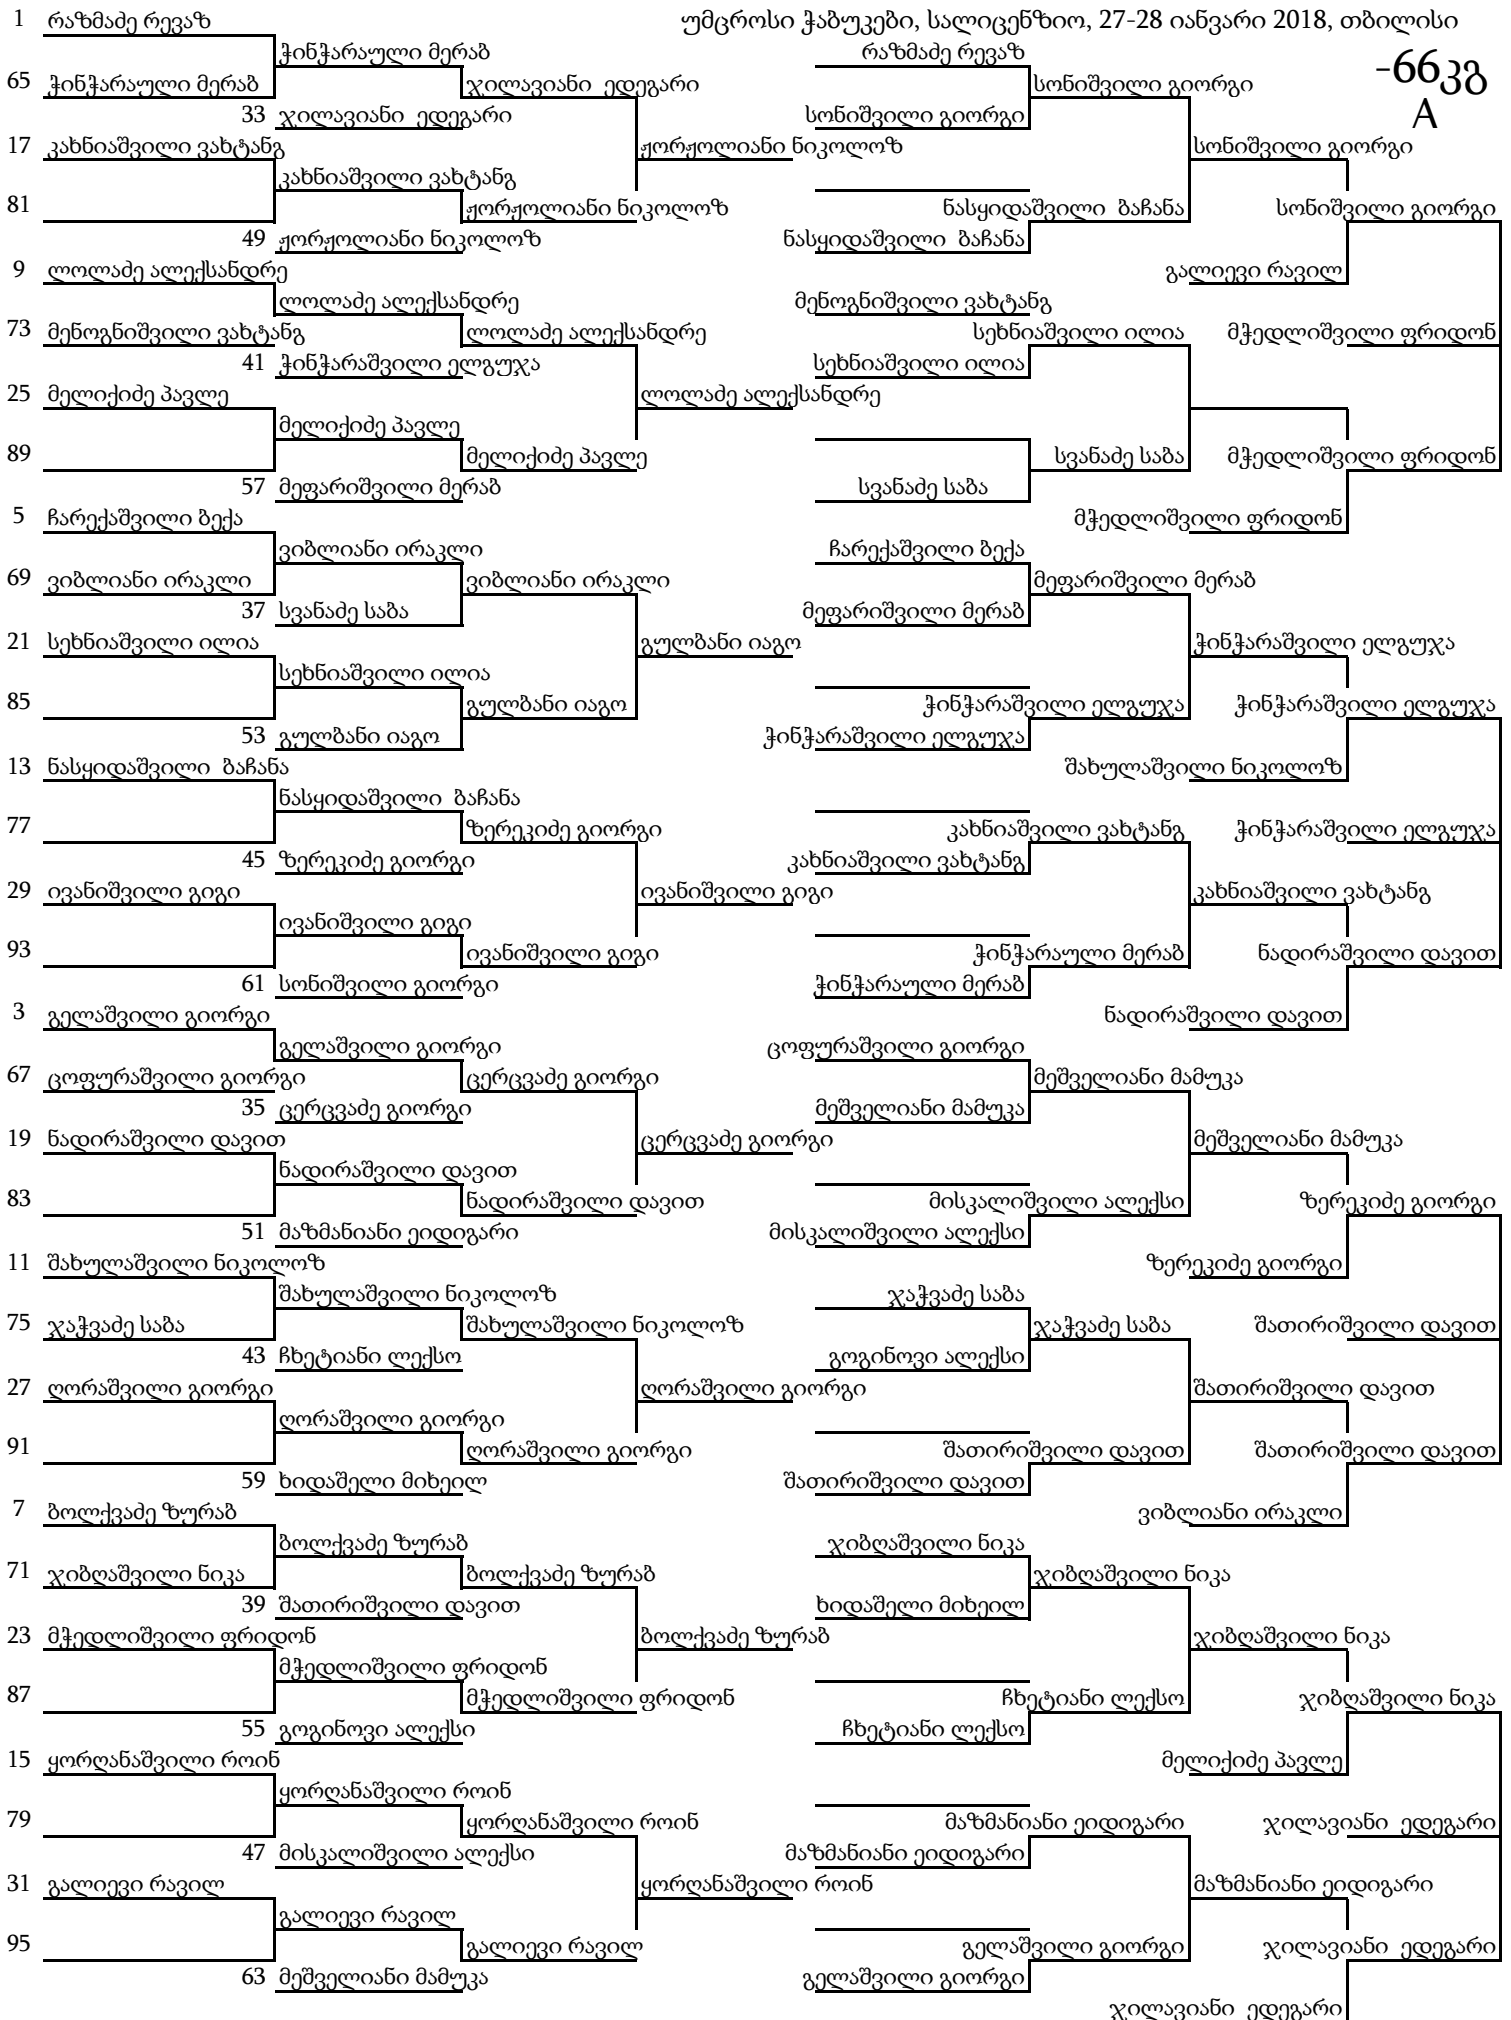 1 რაზმაძე რევაზ უმცროსი ჭაბუკები, სალიცენზიო, 27-28 იანვარი 2018, თბილისი
ჭინჭარაული მერაბ რაზმაძე რევაზ -66კგ
65 ჭინჭარაული მერაბ ჯილავიანი ედეგარი სონიშვილი გიორგი
33 ჯილავიანი ედეგარი სონიშვილი გიორგი A
17 კახნიაშვილი ვახტანგ ჟორჟოლიანი ნიკოლოზ სონიშვილი გიორგი
კახნიაშვილი ვახტანგ
81 ჟორჟოლიანი ნიკოლოზ ნასყიდაშვილი ბაჩანა სონიშვილი გიორგი
49 ჟორჟოლიანი ნიკოლოზ ნასყიდაშვილი ბაჩანა
9 ლოლაძე ალექსანდრე გალიევი რავილ
ლოლაძე ალექსანდრე მენოგნიშვილი ვახტანგ
73 მენოგნიშვილი ვახტანგ ლოლაძე ალექსანდრე სეხნიაშვილი ილია მჭედლიშვილი ფრიდონ
41 ჭინჭარაშვილი ელგუჯა სეხნიაშვილი ილია
25 მელიქიძე პავლე ლოლაძე ალექსანდრე
მელიქიძე პავლე
89 მელიქიძე პავლე სვანაძე საბა მჭედლიშვილი ფრიდონ
57 მეფარიშვილი მერაბ სვანაძე საბა
5 ჩარექაშვილი ბექა მჭედლიშვილი ფრიდონ
ვიბლიანი ირაკლი ჩარექაშვილი ბექა
69 ვიბლიანი ირაკლი ვიბლიანი ირაკლი მეფარიშვილი მერაბ
37 სვანაძე საბა მეფარიშვილი მერაბ
21 სეხნიაშვილი ილია გულბანი იაგო ჭინჭარაშვილი ელგუჯა
სეხნიაშვილი ილია
85 გულბანი იაგო ჭინჭარაშვილი ელგუჯა ჭინჭარაშვილი ელგუჯა
53 გულბანი იაგო ჭინჭარაშვილი ელგუჯა
13 ნასყიდაშვილი ბაჩანა შახულაშვილი ნიკოლოზ
ნასყიდაშვილი ბაჩანა
77 ზერეკიძე გიორგი კახნიაშვილი ვახტანგ ჭინჭარაშვილი ელგუჯა
45 ზერეკიძე გიორგი კახნიაშვილი ვახტანგ
29 ივანიშვილი გიგი ივანიშვილი გიგი კახნიაშვილი ვახტანგ
ივანიშვილი გიგი
93 ივანიშვილი გიგი ჭინჭარაული მერაბ ნადირაშვილი დავით
61 სონიშვილი გიორგი ჭინჭარაული მერაბ
3 გელაშვილი გიორგი ნადირაშვილი დავით
გელაშვილი გიორგი ცოფურაშვილი გიორგი
67 ცოფურაშვილი გიორგი ცერცვაძე გიორგი მეშველიანი მამუკა
35 ცერცვაძე გიორგი მეშველიანი მამუკა
19 ნადირაშვილი დავით ცერცვაძე გიორგი მეშველიანი მამუკა
ნადირაშვილი დავით
83 ნადირაშვილი დავით მისკალიშვილი ალექსი ზერეკიძე გიორგი
51 მაზმანიანი ეიდიგარი მისკალიშვილი ალექსი
11 შახულაშვილი ნიკოლოზ ზერეკიძე გიორგი
შახულაშვილი ნიკოლოზ ჯაჭვაძე საბა
75 ჯაჭვაძე საბა შახულაშვილი ნიკოლოზ ჯაჭვაძე საბა შათირიშვილი დავით
43 ჩხეტიანი ლექსო გოგინოვი ალექსი
27 ღორაშვილი გიორგი ღორაშვილი გიორგი შათირიშვილი დავით
ღორაშვილი გიორგი
91 ღორაშვილი გიორგი შათირიშვილი დავით შათირიშვილი დავით
59 ხიდაშელი მიხეილ შათირიშვილი დავით
7 ბოლქვაძე ზურაბ ვიბლიანი ირაკლი
ბოლქვაძე ზურაბ ჯიბღაშვილი ნიკა
71 ჯიბღაშვილი ნიკა ბოლქვაძე ზურაბ ჯიბღაშვილი ნიკა
39 შათირიშვილი დავით ხიდაშელი მიხეილ
23 მჭედლიშვილი ფრიდონ ბოლქვაძე ზურაბ ჯიბღაშვილი ნიკა
მჭედლიშვილი ფრიდონ
87 მჭედლიშვილი ფრიდონ ჩხეტიანი ლექსო ჯიბღაშვილი ნიკა
55 გოგინოვი ალექსი ჩხეტიანი ლექსო
15 ყორღანაშვილი როინ მელიქიძე პავლე
ყორღანაშვილი როინ
79 ყორღანაშვილი როინ მაზმანიანი ეიდიგარი ჯილავიანი ედეგარი
47 მისკალიშვილი ალექსი მაზმანიანი ეიდიგარი
31 გალიევი რავილ ყორღანაშვილი როინ მაზმანიანი ეიდიგარი
გალიევი რავილ
95 გალიევი რავილ გელაშვილი გიორგი ჯილავიანი ედეგარი
63 მეშველიანი მამუკა გელაშვილი გიორგი
ჯილავიანი ედეგარი